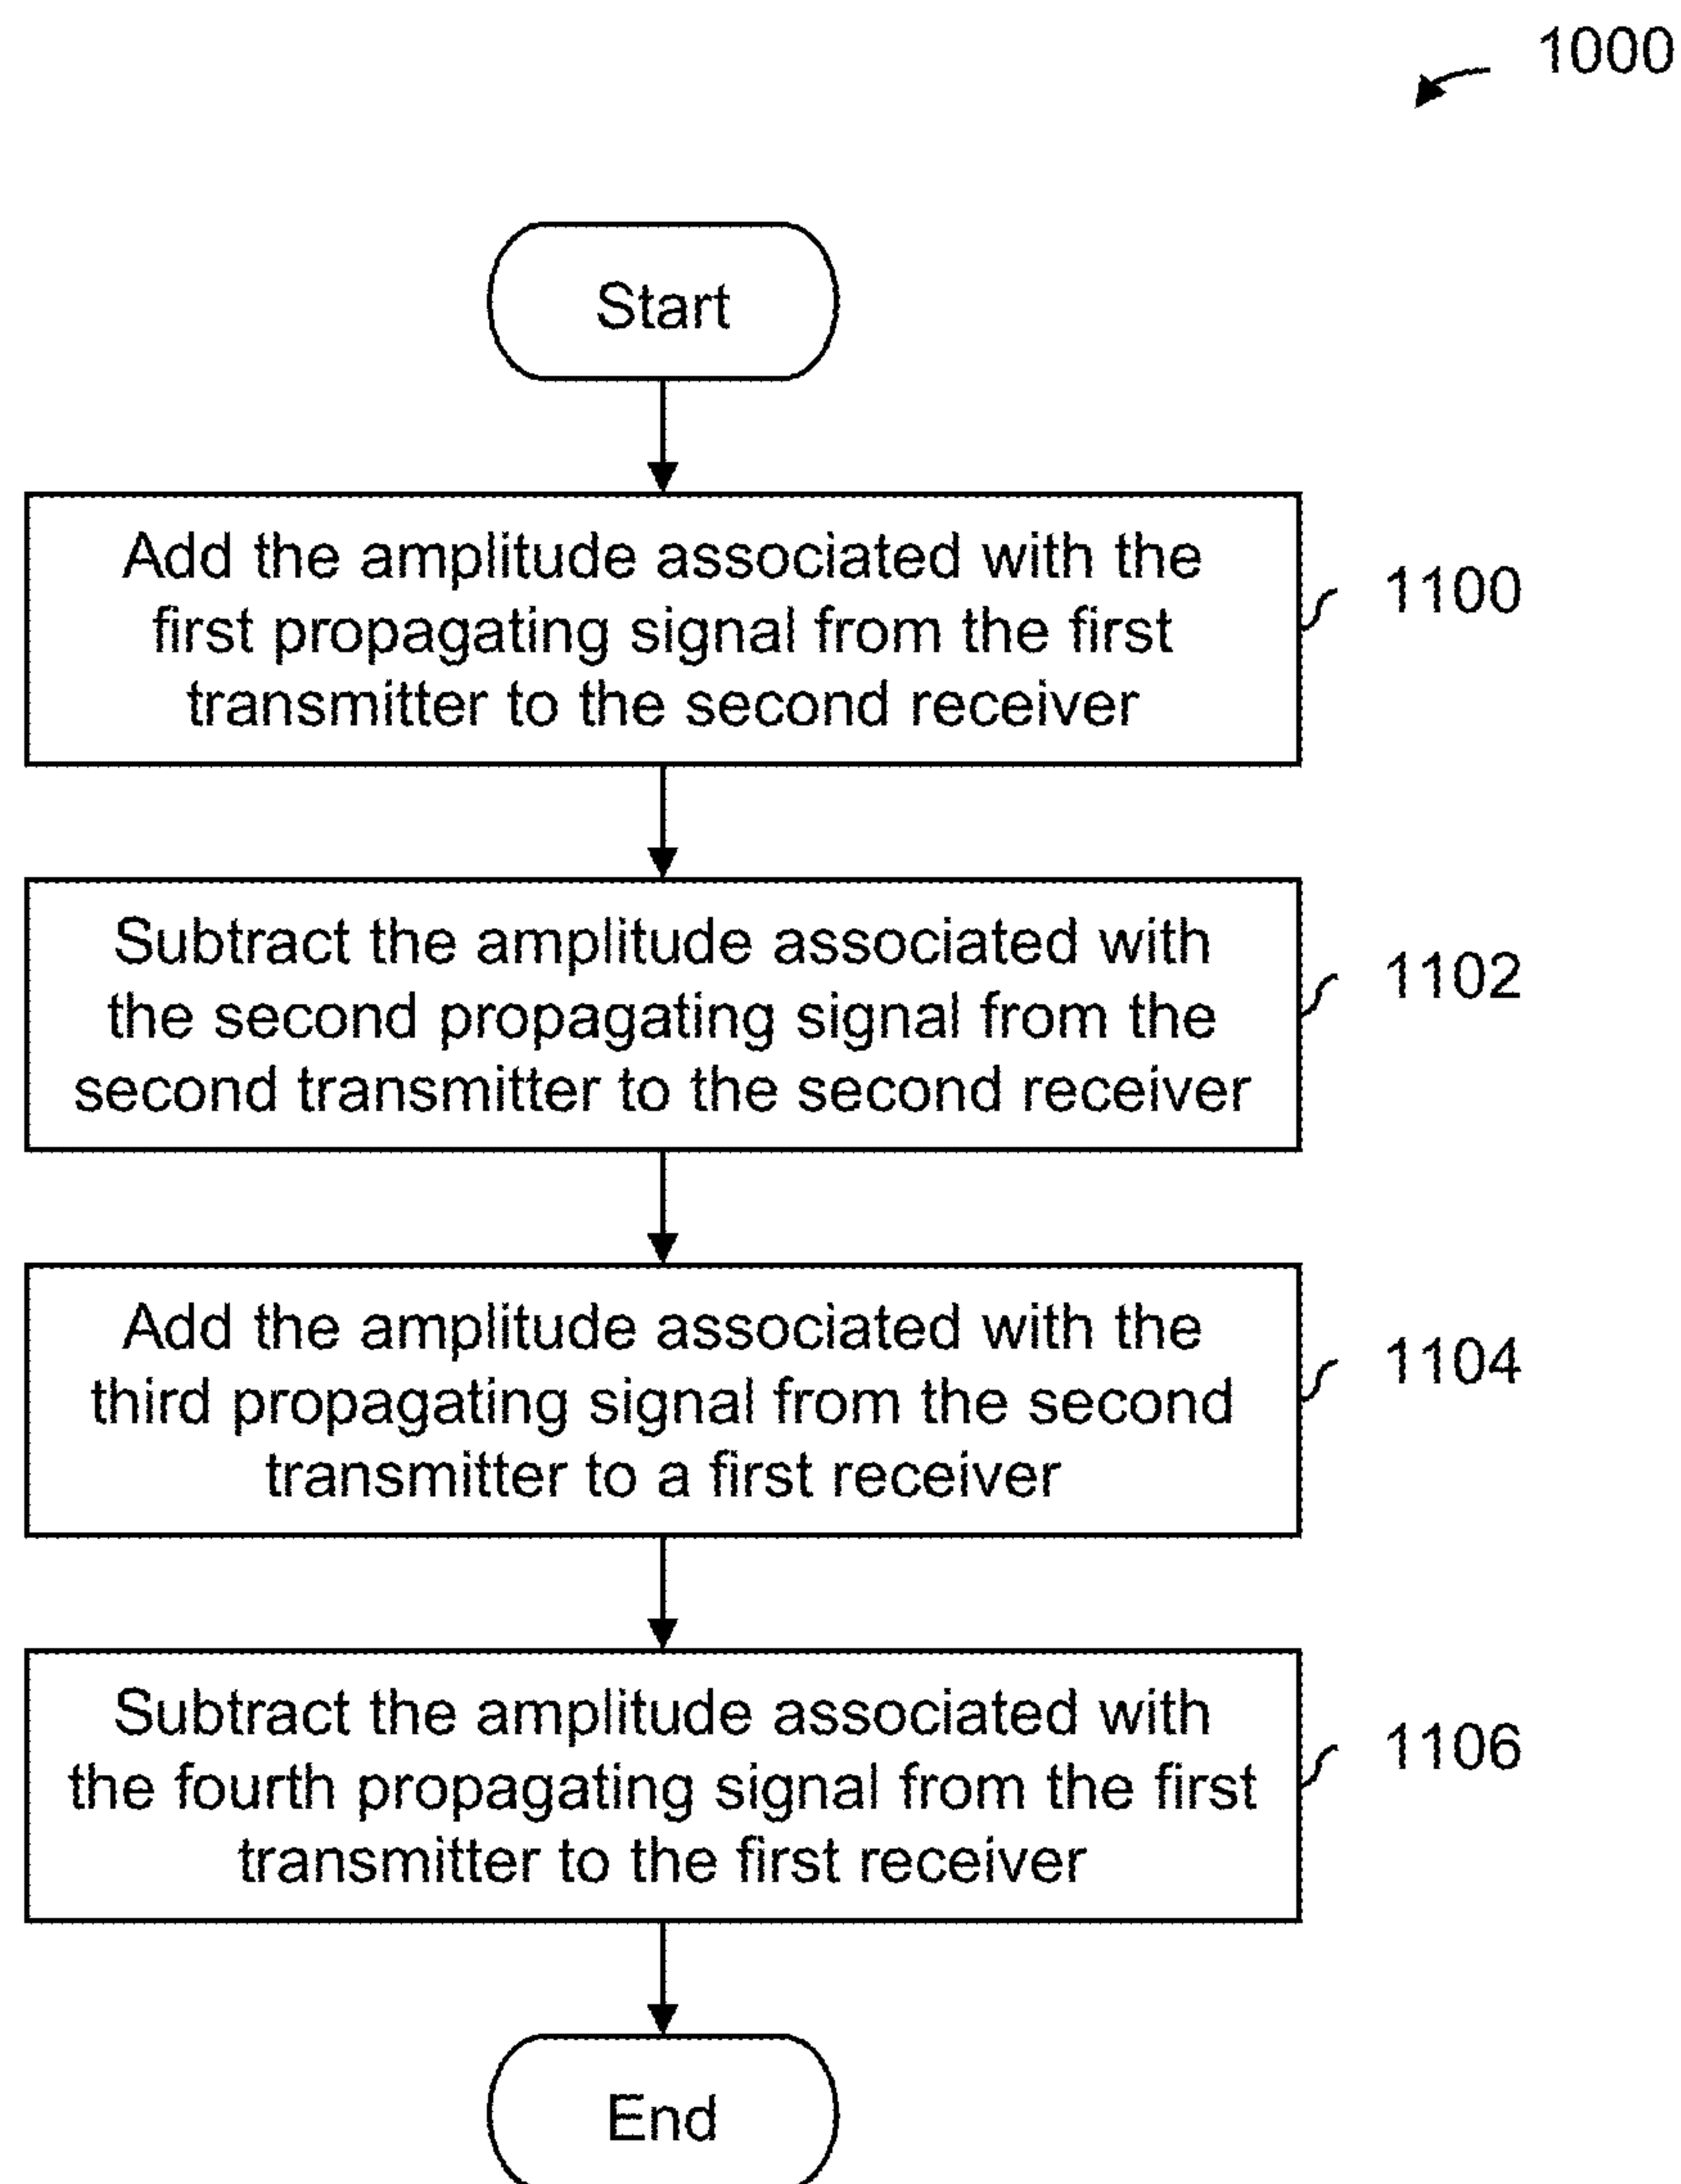 1000
Start
Add the amplitude associated with the
first propagating signal from the first
transmitter to the second receiver
1100
Subtract the amplitude associated with
the second propagating signal from the
second transmitter to the second receiver
1102
Add the amplitude associated with the
third propagating signal from the second
transmitter to a first receiver
1104
Subtract the amplitude associated with
the fourth propagating signal from the first
transmitter to the first receiver
1106
End